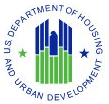 U.S. DEPARTMENT OF HOUSING
AND URBAN DEVELOPMENT